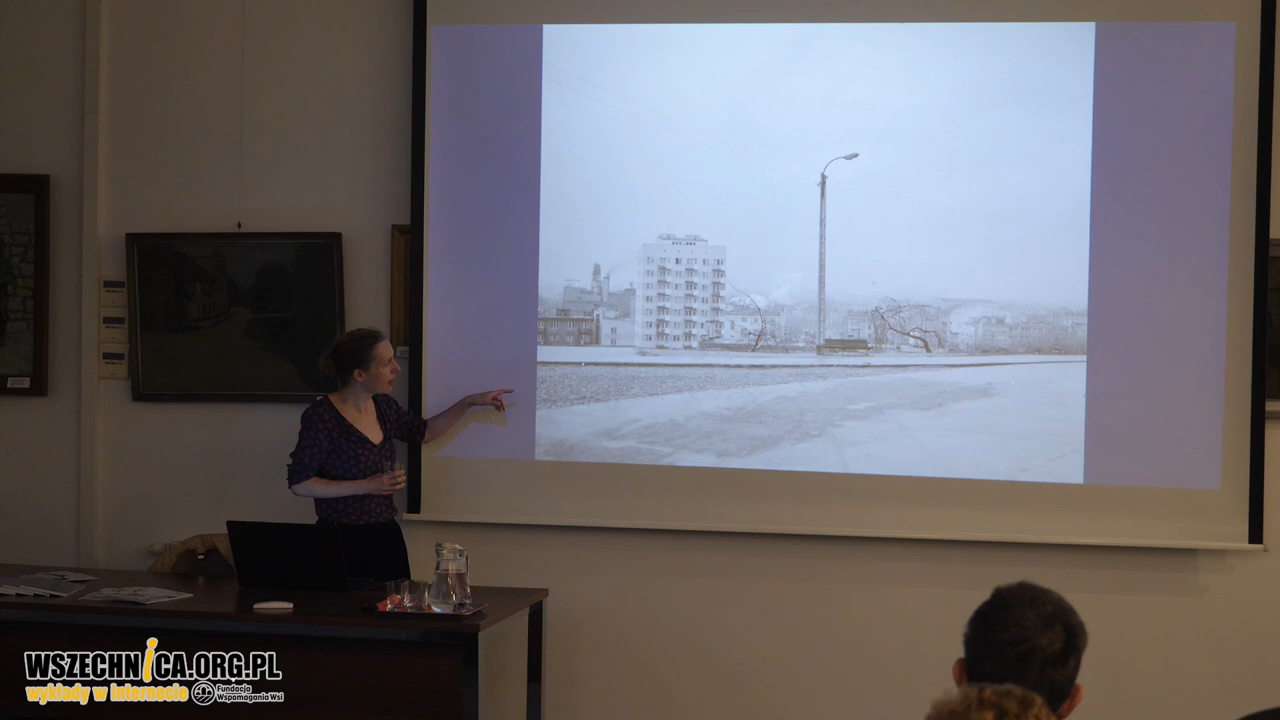 WSZECHNICA.ORG.PL
wykłady w internecie
Fundacja
Wspomagania Wsi